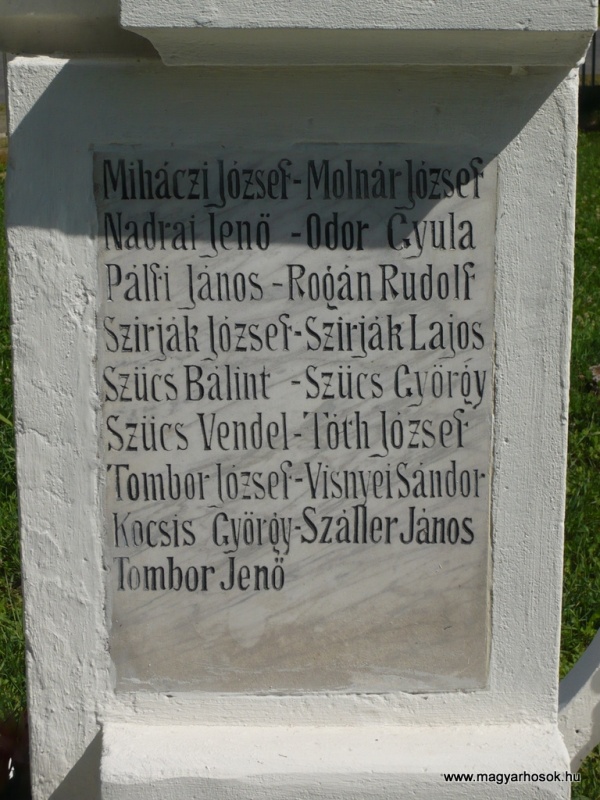 Miháczi József-Molnár József
Nadrai Jenö -Odor Gyula
Pálfi János -Rogán Rudolf
Szirják József-Szirják Lajos
Szücs Bálint -Szücs György
Szücs Vendel-Tóth József
Tombor József-Visnyei Sándor
Kocsis György-Száller János
Tombor Jenö
www.magyarhosok.hu